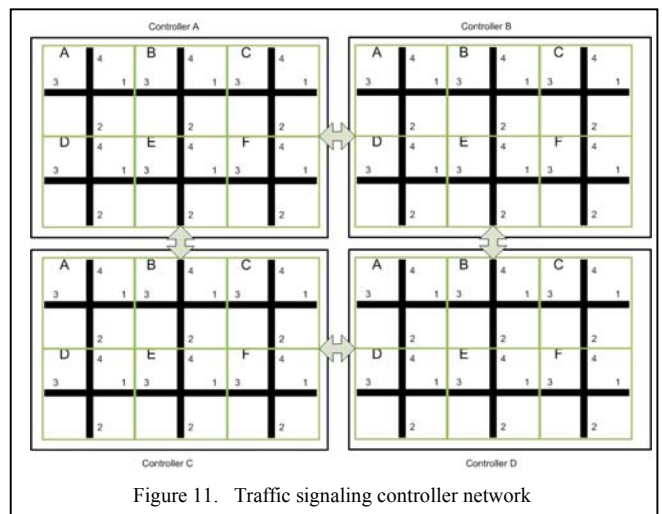 Controller A
A 4 B 4 C 4
3 1 3 1 3 1
2 2 2
D 4 E 4 F 4
3 1 3 1 3 1
2 2 2
Controller B
A 4 B 4 C 4
3 1 3 1 3 1
2 2 2
D 4 E 4 F 4
3 1 3 1 3 1
2 2 2
A 4 B 4 C 4
3 1 3 1 3 1
2 2 2
D 4 E 4 F 4
3 1 3 1 3 1
2 2 2
Controller C
A 4 B 4 C 4
3 1 3 1 3 1
2 2 2
D 4 E 4 F 4
3 1 3 1 3 1
2 2 2
Controller D
Figure 11. Traffic signaling controller network